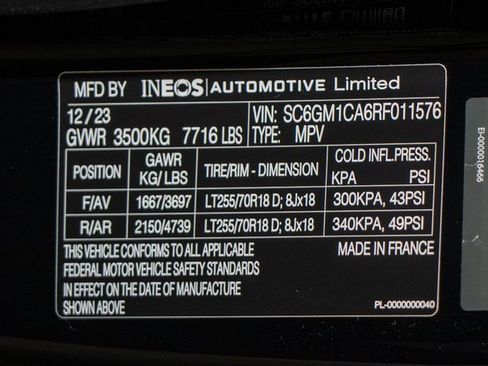 MFD BY INEOS AUTOMOTIVE Limited
12/23 VIN: SC6GM1CA6RF011576
GVWR 3500KG 7716 LBS TYPE: MPV
POSITION GAWR KG/LBS TIRE/RIM - DIMENSION COLD INFL.PRESS. KPA PSI
F/AV 1667/3697 LT255/70R18 D; 8Jx18 300KPA, 43PSI
R/AR 2150/4739 LT255/70R18 D; 8Jx18 340KPA, 49PSI
THIS VEHICLE CONFORMS TO ALL APPLICABLE MADE IN FRANCE
FEDERAL MOTOR VEHICLE SAFETY STANDARDS
IN EFFECT ON THE DATE OF MANUFACTURE
SHOWN ABOVE PL-0000000040
EI-0000016466